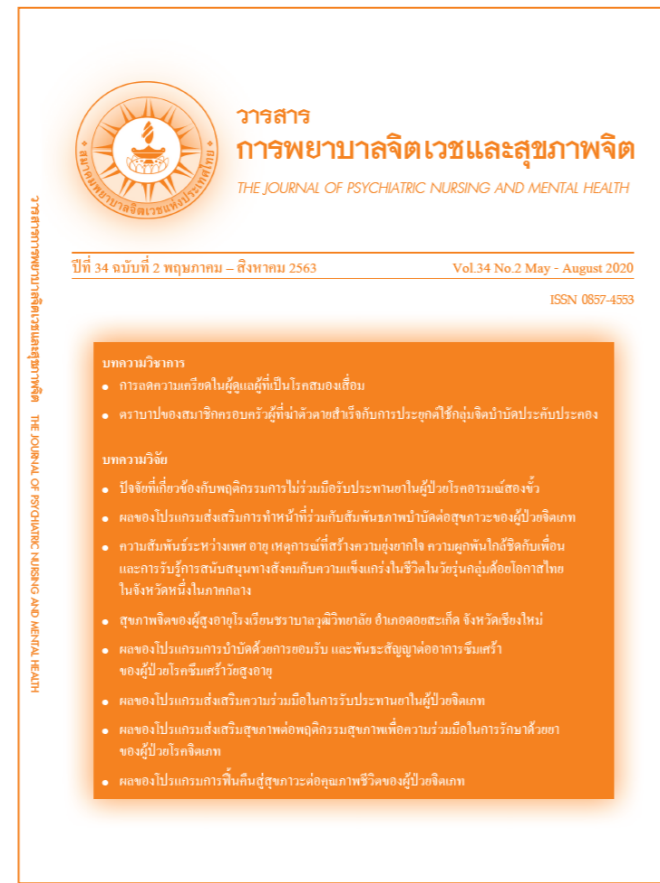 วารสาร
การพยาบาลจิตเวชและสุขภาพจิต
THE JOURNAL OF PSYCHIATRIC NURSING AND MENTAL HEALTH
สมาคมพยาบาลจิตเวชแห่งประเทศไทย
ปีที่ 34 ฉบับที่ 2 พฤษภาคม – สิงหาคม 2563
Vol.34 No.2 May - August 2020
ISSN 0857-4553
วารสารการพยาบาลจิตเวชและสุขภาพจิต THE JOURNAL OF PSYCHIATRIC NURSING AND MENTAL HEALTH
บทความวิชาการ
• การลดความเครียดในผู้ดูแลผู้ที่เป็นโรคสมองเสื่อม
• ตราบาปของสมาชิกครอบครัวผู้ที่ฆ่าตัวตายสำเร็จกับการประยุกต์ใช้กลุ่มจิตบำบัดประคับประคอง
บทความวิจัย
• ปัจจัยที่เกี่ยวข้องกับพฤติกรรมการไม่ร่วมมือรับประทานยาในผู้ป่วยโรคอารมณ์สองขั้ว
• ผลของโปรแกรมส่งเสริมการทำหน้าที่ร่วมกับสัมพันธภาพบำบัดต่อสุขภาวะของผู้ป่วยจิตเภท
• ความสัมพันธ์ระหว่างเพศ อายุ เหตุการณ์ที่สร้างความยุ่งยากใจ ความผูกพันใกล้ชิดกับเพื่อน
และการรับรู้การสนับสนุนทางสังคมกับความแข็งแกร่งในชีวิตในวัยรุ่นกลุ่มด้อยโอกาสไทย
ในจังหวัดหนึ่งในภาคกลาง
• สุขภาพจิตของผู้สูงอายุโรงเรียนชราบาลวุฒิวิทยาลัย อำเภอดอยสะเก็ด จังหวัดเชียงใหม่
• ผลของโปรแกรมการบำบัดด้วยการยอมรับ และพันธะสัญญาต่ออาการซึมเศร้า
ของผู้ป่วยโรคซึมเศร้าวัยสูงอายุ
• ผลของโปรแกรมส่งเสริมความร่วมมือในการรับประทานยาในผู้ป่วยจิตเภท
• ผลของโปรแกรมส่งเสริมสุขภาพต่อพฤติกรรมสุขภาพเพื่อความร่วมมือในการรักษาด้วยยา
ของผู้ป่วยโรคจิตเภท
• ผลของโปรแกรมการฟื้นคืนสู่สุขภาวะต่อคุณภาพชีวิตของผู้ป่วยจิตเภท